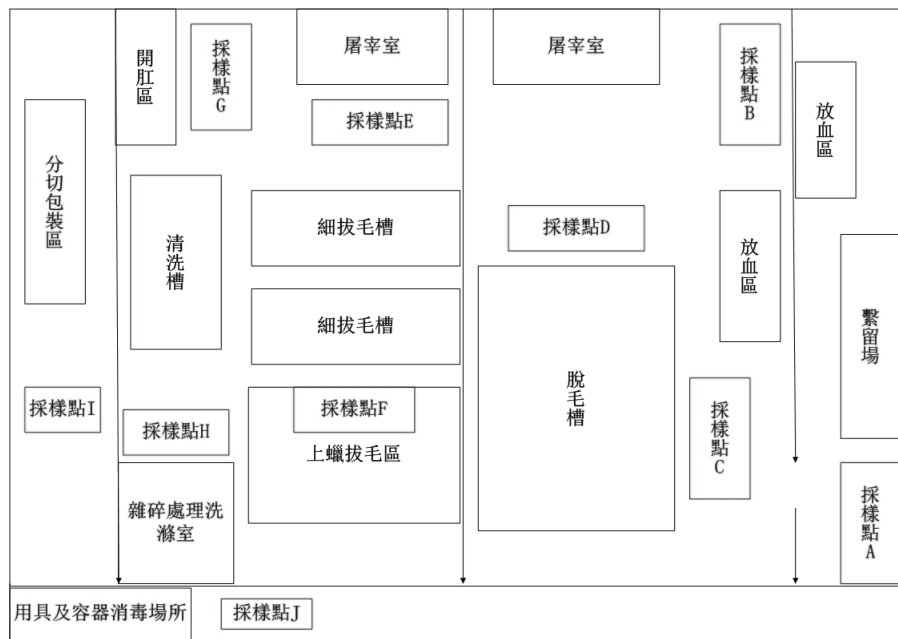 開肛區
採樣點G
屠宰室
屠宰室
採樣點B
放血區
採樣點E
分切包裝區
清洗槽
細拔毛槽
採樣點D
放血區
繫留場
細拔毛槽
脫毛槽
採樣點I
採樣點H
採樣點F
上蠟拔毛區
採樣點C
採樣點A
雜碎處理洗
滌室
用具及容器消毒場所
採樣點J